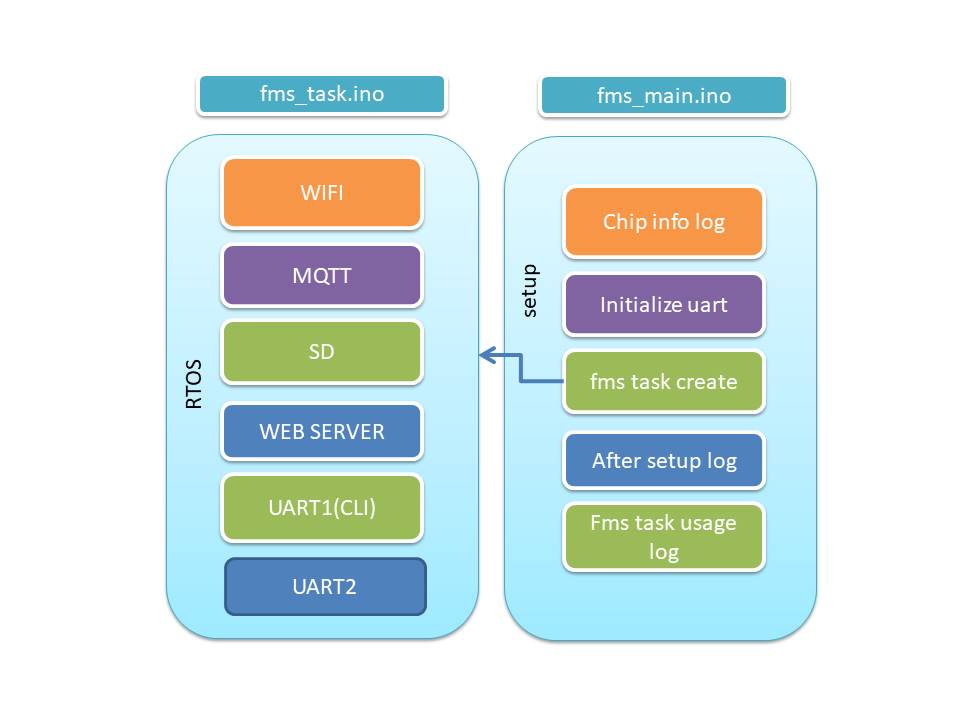 fms_task.ino
RTOS
WIFI
MQTT
SD
WEB SERVER
UART1(CLI)
UART2
fms_main.ino
setup
Chip info log
Initialize uart
fms task create
After setup log
Fms task usage
log